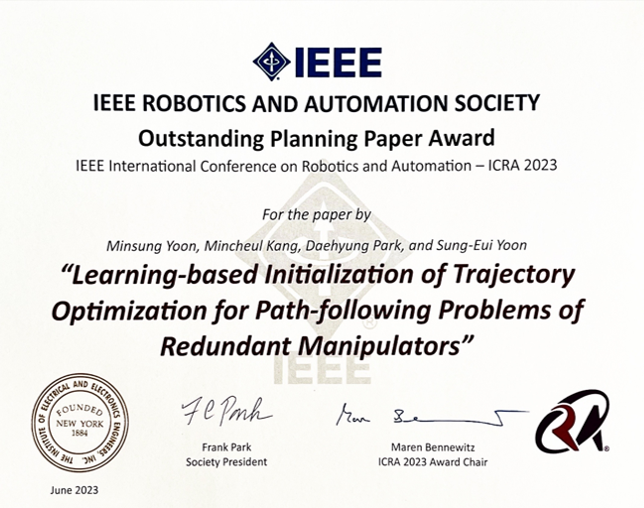 IEEE
IEEE ROBOTICS AND AUTOMATION SOCIETY
Outstanding Planning Paper Award
IEEE International Conference on Robotics and Automation – ICRA 2023
For the paper by
Minsung Yoon, Mincheul Kang, Daehyung Park, and Sung-Eui Yoon
“Learning-based Initialization of Trajectory
Optimization for Path-following Problems of
Redundant Manipulators”
IEEE
THE INSTITUTE OF ELECTRICAL AND ELECTRONICS ENGINEERS, INC.
FOUNDED
NEW YORK
1884
F C Park
Frank Park
Society President
Maren Bennewitz
ICRA 2023 Award Chair
RA
June 2023